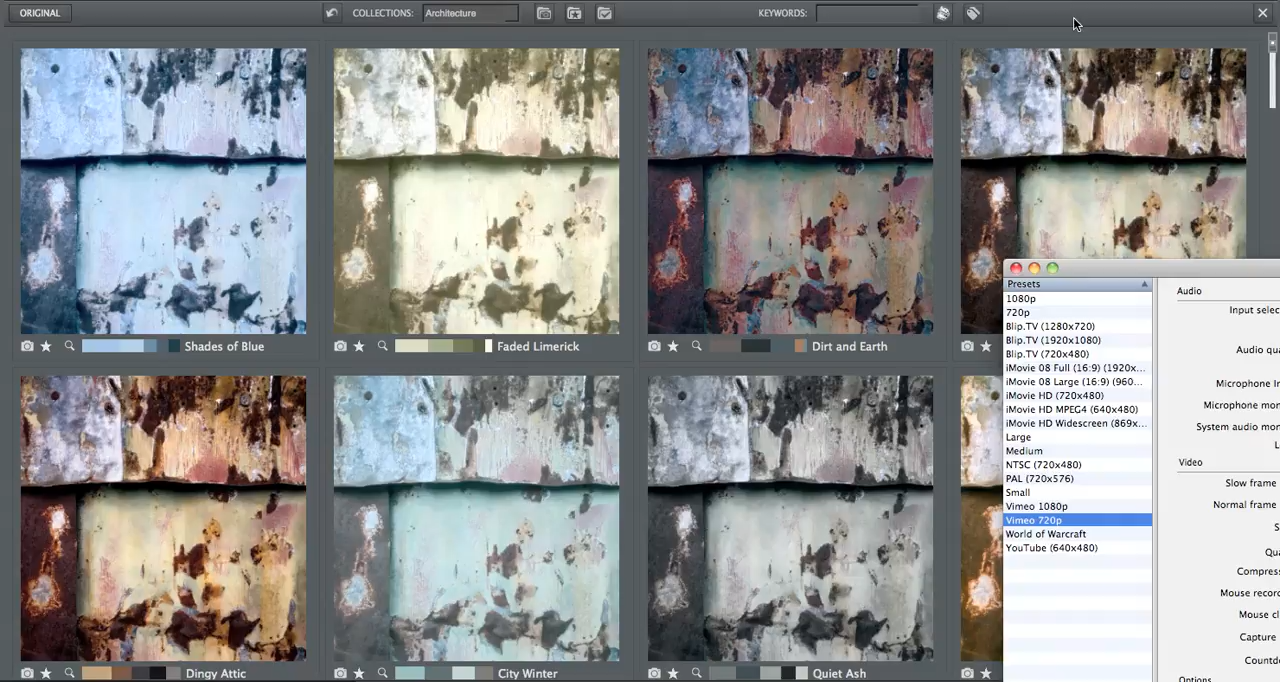 ORIGINAL COLLECTIONS: Architecture KEYWORDS:
Shades of Blue
Faded Limerick
Dirt and Earth
Dingy Attic
City Winter
Quiet Ash
Presets
1080p
720p
Blip.TV (1280x720)
Blip.TV (1920x1080)
Blip.TV (720x480)
iMovie 08 Full (16:9) (1920x...
iMovie 08 Large (16:9) (960...
iMovie HD (720x480)
iMovie HD MPEG4 (640x480)
iMovie HD Widescreen (869x...
Large
Medium
NTSC (720x480)
PAL (720x576)
Small
Vimeo 1080p
Vimeo 720p
World of Warcraft
YouTube (640x480)
Audio
Input selec
Audio qua
Microphone In
Microphone mon
System audio mon
L
Video
Slow frame
Normal frame
S
Qua
Compress
Mouse recor
Mouse cl
Capture
Countd
Options